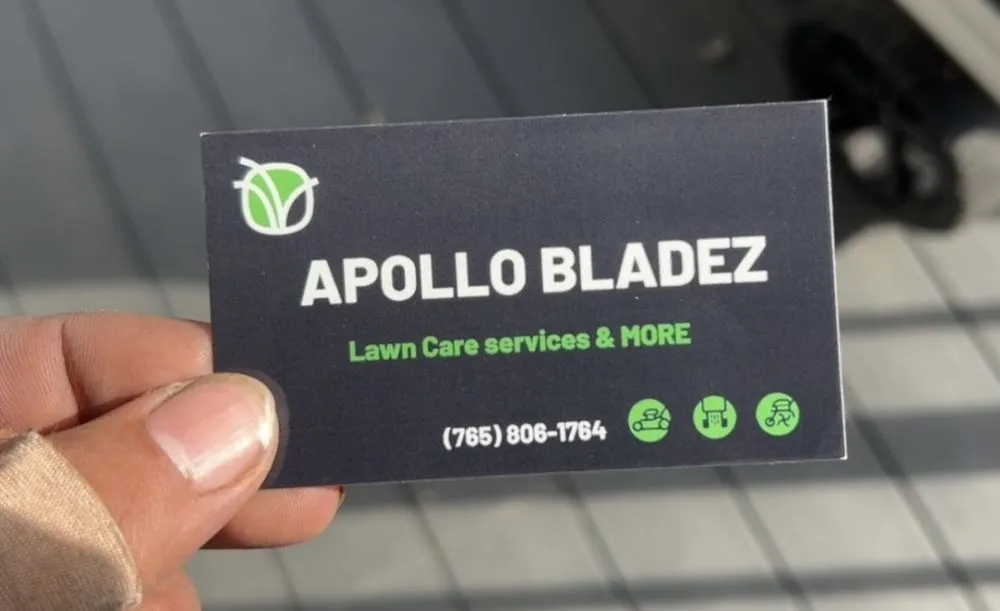 APOLLO BLADEZ
Lawn Care services & MORE
(765) 806-1764